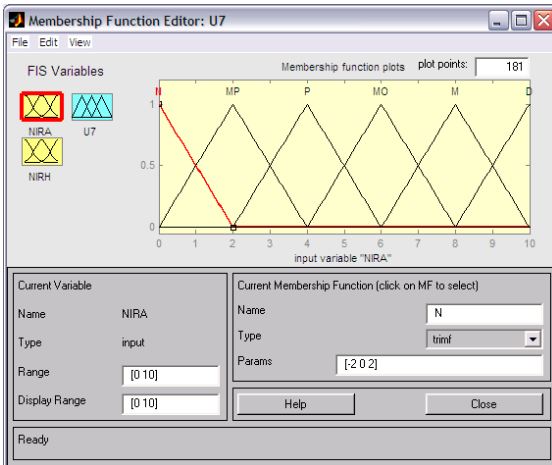 Membership Function Editor: U7
File Edit View
FIS Variables
Membership function plots plot points: 181
NIRA U7
NIRH
N MP P MO M D
1
0.5
0
0 1 2 3 4 5 6 7 8 9 10
input variable "NIRA"
Current Variable
Name NIRA
Type input
Range [0 10]
Display Range [0 10]
Current Membership Function (click on MF to select)
Name N
Type trimf
Params [-2 0 2]
Help Close
Ready